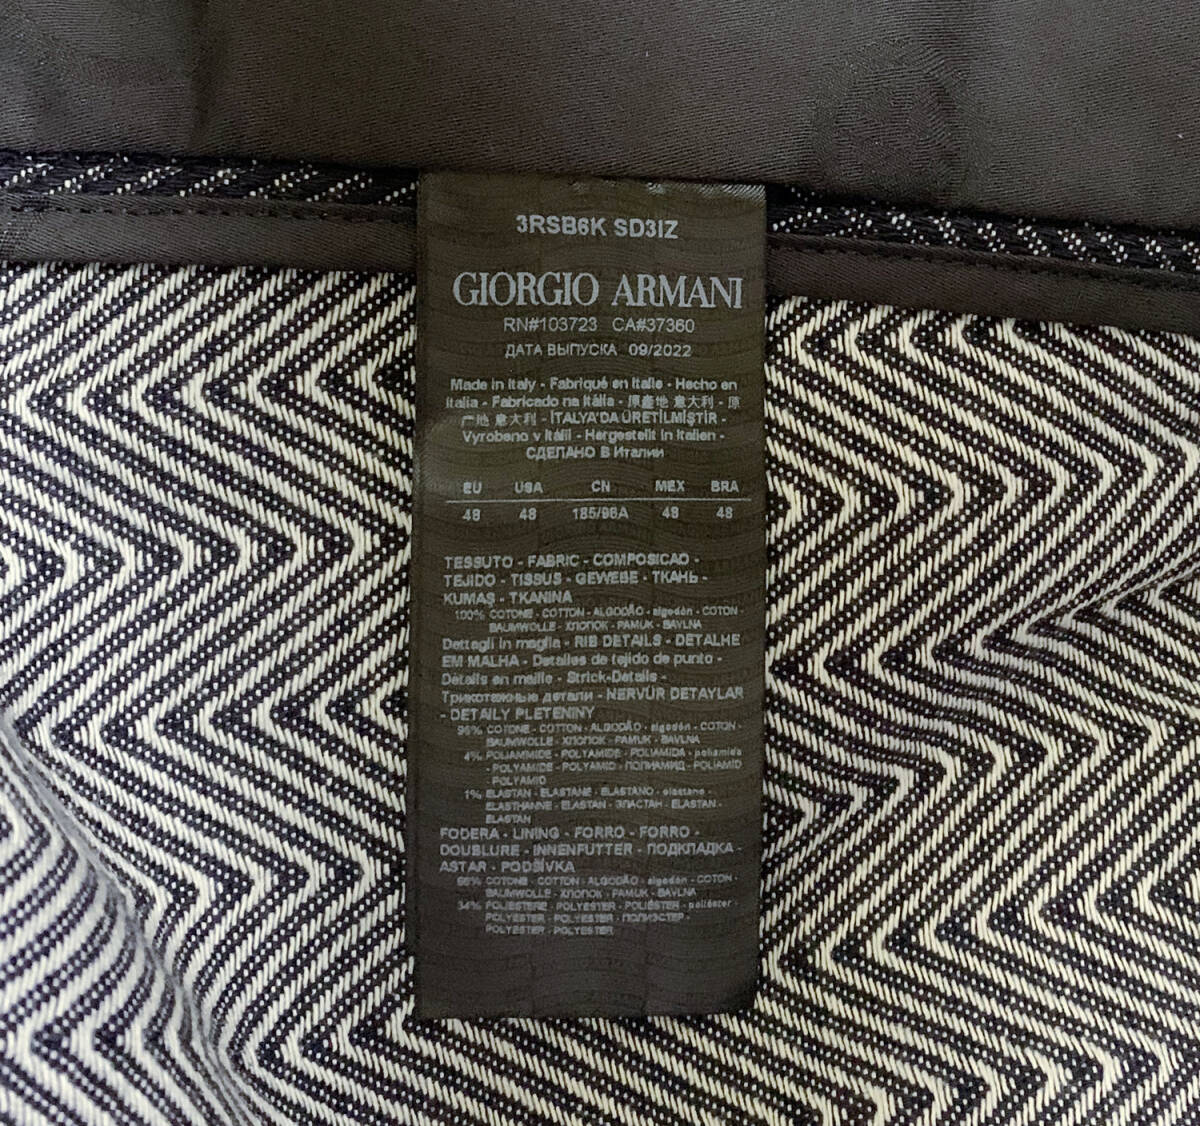 3RSB6K SD3IZ
GIORGIO ARMANI
RN#103723 CA#37360
ДАТА ВЫПУСКА 09/2022
Made in Italy - Fabriqué en Italie - Hecho en
Italia - Fabricado na Itália - 原產地 意大利 - 原
产地 意大利 - İTALYA'DA ÜRETİLMİŞTİR -
Vyrobeno v Itálii - Hergestellt in Italien -
СДЕЛАНО В Италии
EU USA CN MEX BRA
48 48 185/96A 48 48
TESSUTO - FABRIC - COMPOSICAO -
TEJIDO - TISSUS - GEWEBE - ТКАНЬ -
KUMAŞ - TKANINA
100% COTONE - COTTON - ALGODÃO - algodón - COTON -
BAUMWOLLE - ХЛОПОК - PAMUK - BAVLNA
Dettagli in maglia - RIB DETAILS - DETALHE
EM MALHA - Detalles de tejido de punto -
Détails en maille - Strick-Details -
Трикотежные детали - NERVÜR DETAYLAR
- DETAILY PLETENINY
95% COTONE - COTTON - ALGODÃO - algodón - COTON -
BAUMWOLLE - ХЛОПОК - PAMUK - BAVLNA
4% POLIAMMIDE - POLYAMIDE - POLIAMIDA - poliamida
- POLYAMIDE - POLYAMID - ПОЛИАМИД - POLIAMID
- POLYAMID
1% ELASTAN - ELASTANE - ELASTANO - elastano -
ELASTHANNE - ELASTAN - ЭЛАСТАН - ELASTAN -
ELASTAN
FODERA - LINING - FORRO - FORRO -
DOUBLURE - INNENFUTTER - ПОДКЛАДКА -
ASTAR - PODŠÍVKA
66% COTONE - COTTON - ALGODÃO - algodón - COTON -
BAUMWOLLE - ХЛОПОК - PAMUK - BAVLNA
34% POLIESTERE - POLYESTER - POLIÉSTER - poliéster -
POLYESTER - POLYESTER - ПОЛИЭСТЕР -
POLYESTER - POLYESTER